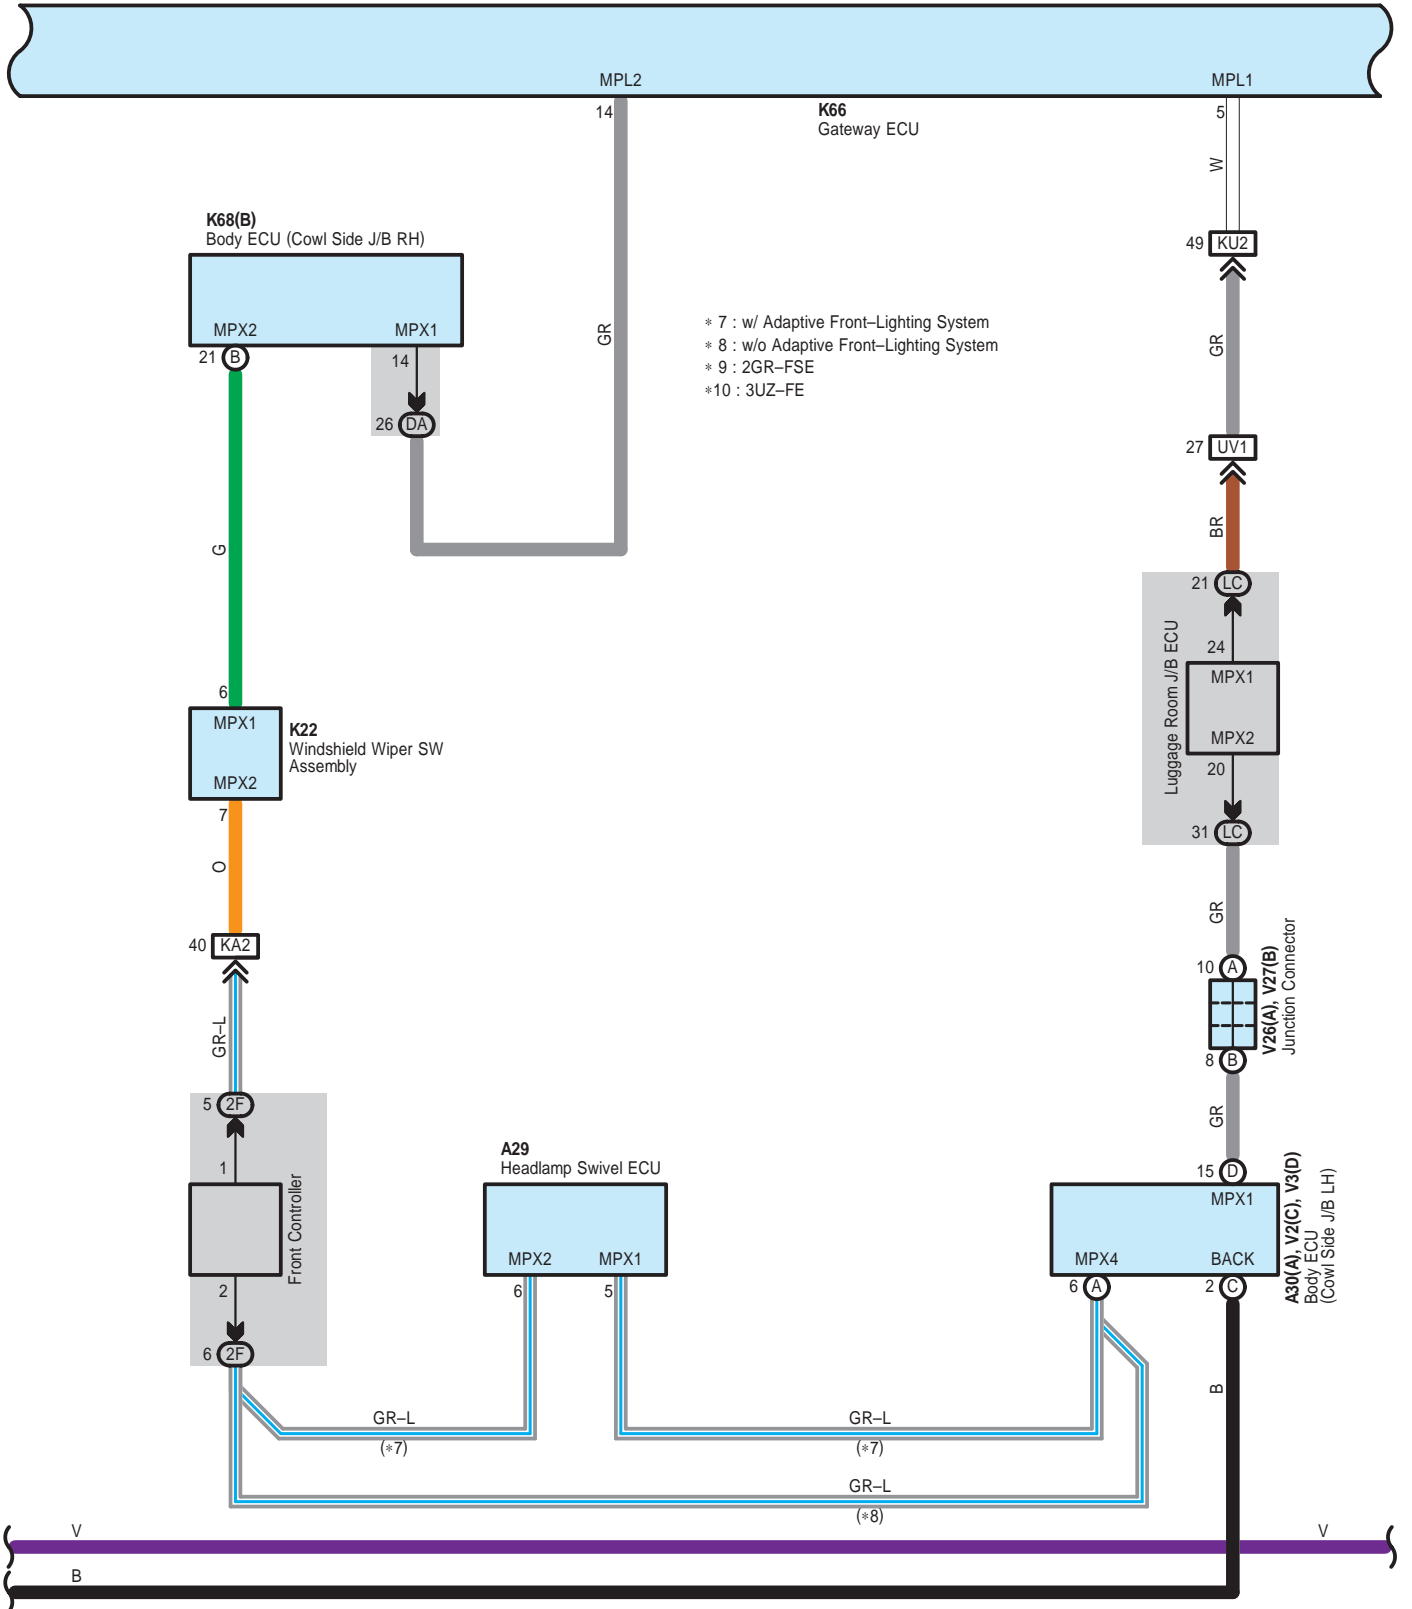 MPL2
MPL1
14
K66
Gateway ECU
5
W
K68(B)
Body ECU (Cowl Side J/B RH)
49 KU2
MPX2
MPX1
21 B
14
26 DA
GR
GR
∗ 7 : w/ Adaptive Front–Lighting System
∗ 8 : w/o Adaptive Front–Lighting System
∗ 9 : 2GR–FSE
∗10 : 3UZ–FE
27 UV1
BR
G
21 LC
24
MPX1
MPX2
20
31 LC
Luggage Room J/B ECU
6
MPX1
MPX2
K22
Windshield Wiper SW
Assembly
7
O
40 KA2
GR
10 A
V26(A), V27(B)
Junction Connector
8 B
GR–L
GR
5 2F
1
2
6 2F
Front Controller
A29
Headlamp Swivel ECU
MPX2
MPX1
6
5
15 D
MPX1
MPX4
BACK
6 A
2 C
A30(A), V2(C), V3(D)
Body ECU
(Cowl Side J/B LH)
B
GR–L
(∗7)
GR–L
(∗7)
GR–L
(∗8)
V
V
B